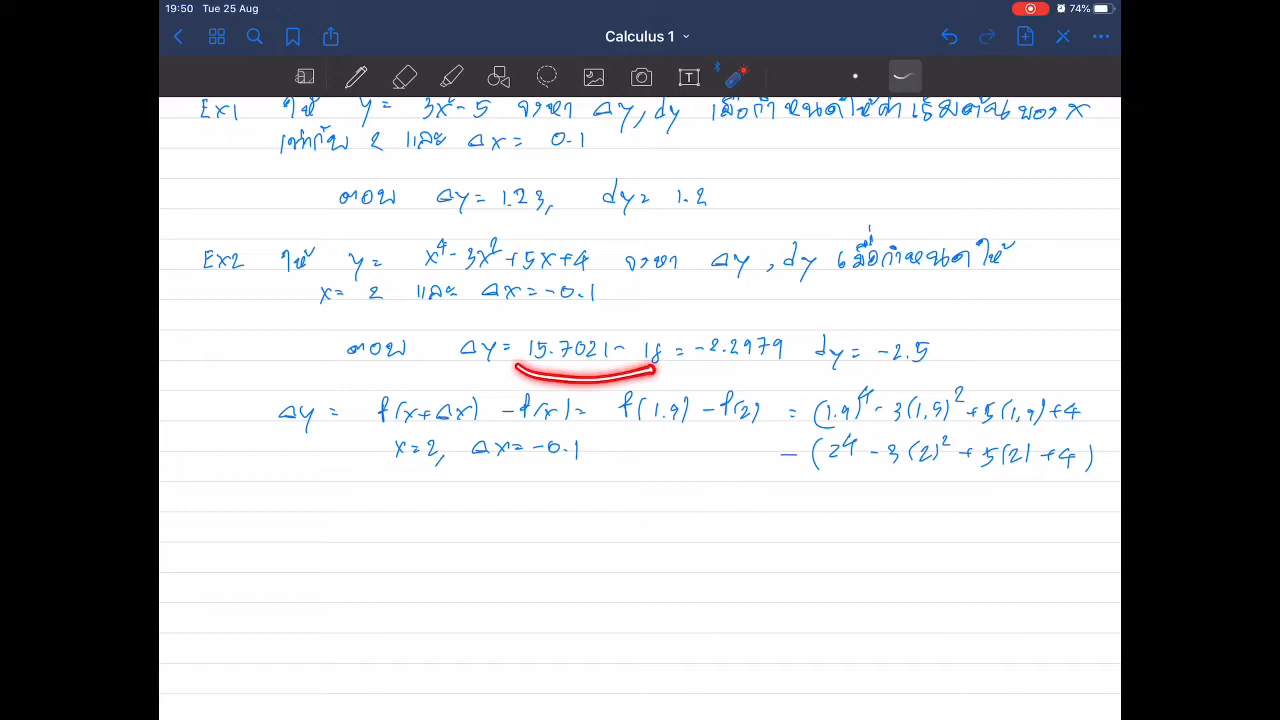 19:50 Tue 25 Aug
74%
Calculus 1
T
Ex1 ให้ y = 3x² - 5 จงหา Δy, dy เมื่อกำหนดให้ค่าเริ่มต้นของ x
เท่ากับ 2 และ Δx = 0.1
ตอบ Δy = 1.23, dy = 1.2
Ex2 ให้ y = x⁴ - 3x² + 5x + 4 จงหา Δy, dy เมื่อกำหนดให้
x = 2 และ Δx = -0.1
ตอบ Δy = 15.7021 - 18 = -2.2979 dy = -2.5
Δy = f(x+Δx) - f(x) = f(1.9) - f(2) = (1.9)⁴ - 3(1.9)² + 5(1.9) + 4
x = 2, Δx = -0.1 - (2⁴ - 3(2)² + 5(2) + 4)